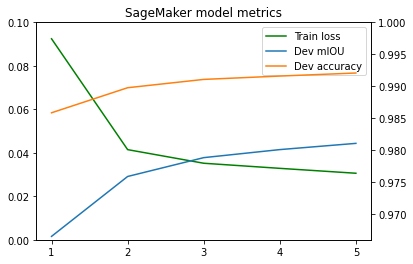 SageMaker model metrics
0.10
0.08
0.06
0.04
0.02
0.00
1.000
0.995
0.990
0.985
0.980
0.975
0.970
Train loss
Dev mIOU
Dev accuracy
1 2 3 4 5